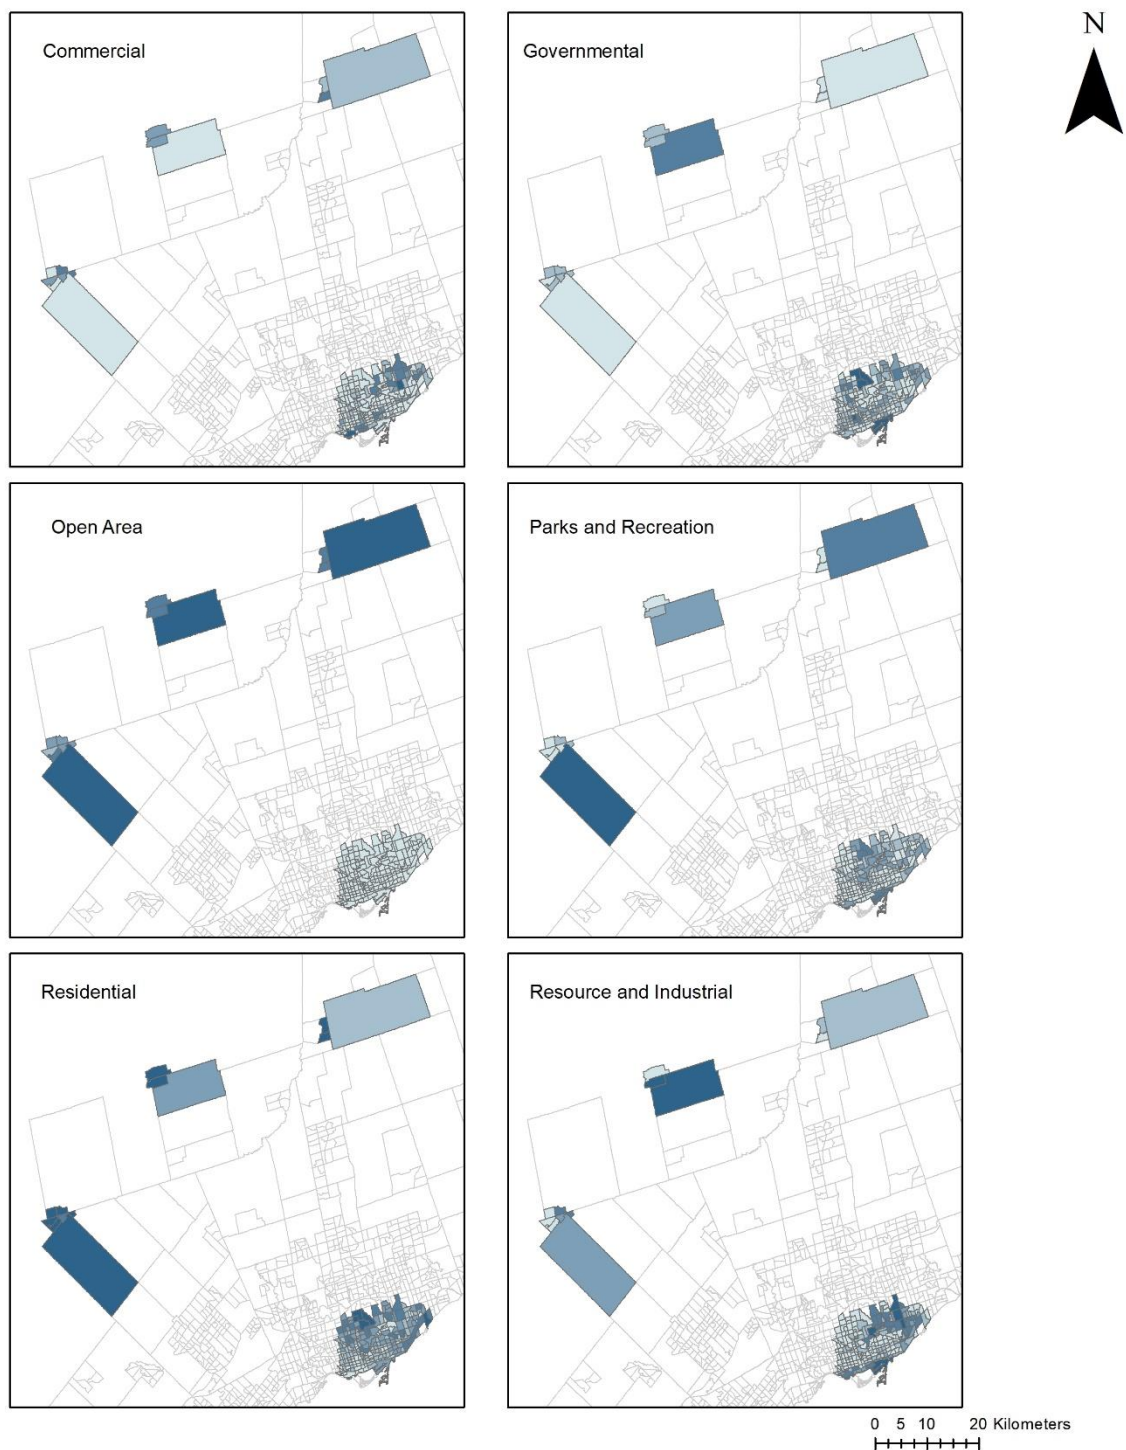 Commercial
Governmental
N
Open Area
Parks and Recreation
Residential
Resource and Industrial
0 5 10 20 Kilometers